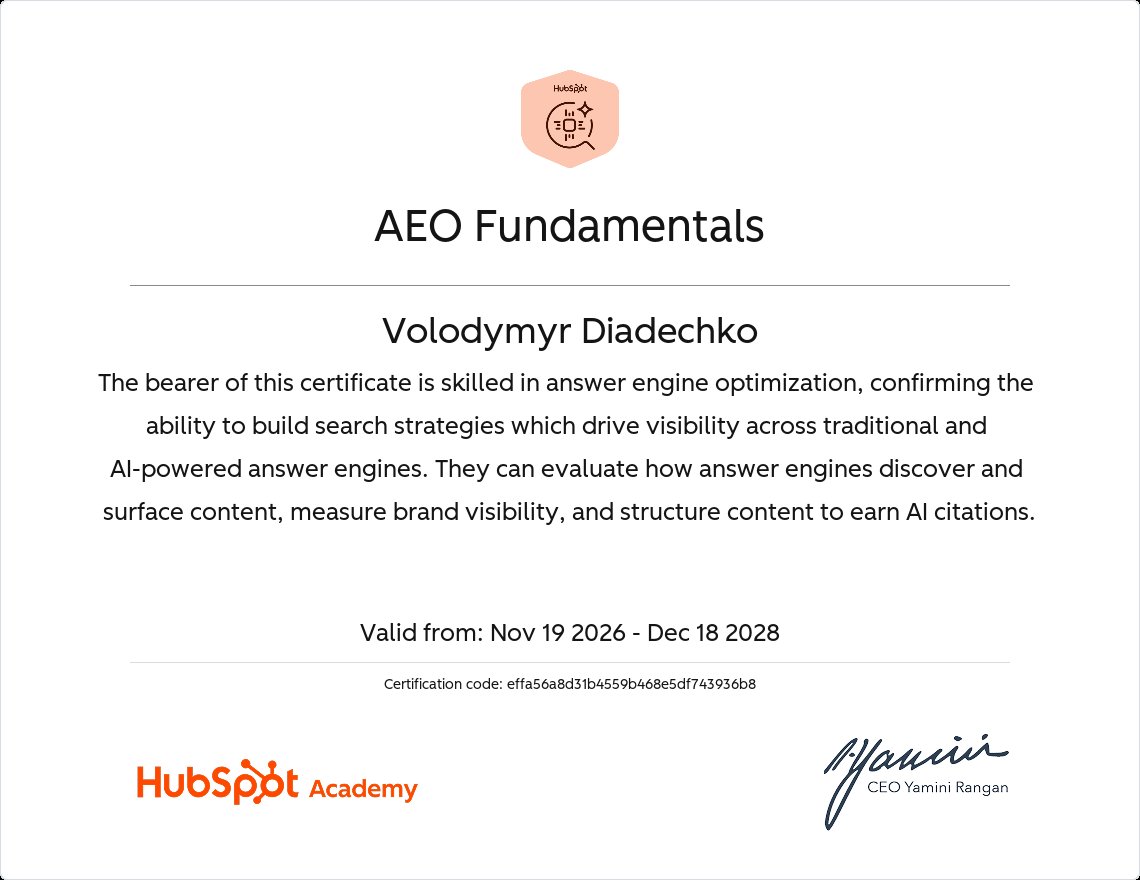 HubSpot
AEO Fundamentals
Volodymyr Diadechko
The bearer of this certificate is skilled in answer engine optimization, confirming the
ability to build search strategies which drive visibility across traditional and
AI-powered answer engines. They can evaluate how answer engines discover and
surface content, measure brand visibility, and structure content to earn AI citations.
Valid from: Nov 19 2026 - Dec 18 2028
Certification code: effa56a8d31b4559b468e5df743936b8
HubSpot Academy
Yamini
CEO Yamini Rangan